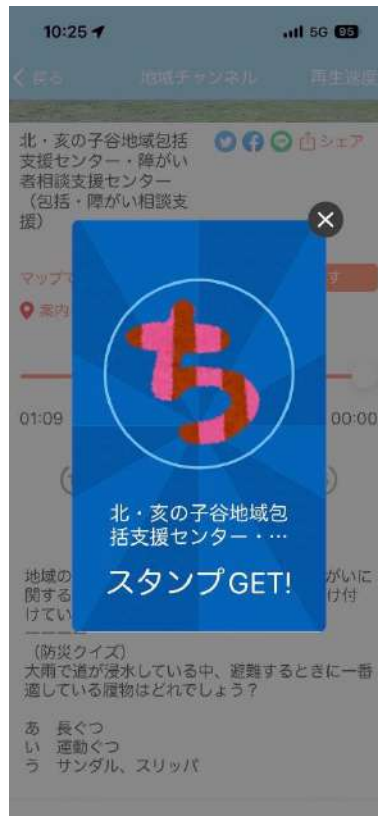 10:25
5G 95
戻る 地域チャンネル 再生速度
北・亥の子谷地域包括
支援センター・障がい
者相談支援センター
（包括・障がい相談支
援）
シェア
マップで
す
案内
01:09 00:00
ち
北・亥の子谷地域包
括支援センター・…
スタンプGET!
地域の がいに
関する け付
けてい
ーーーー
（防災クイズ）
大雨で道が浸水している中、避難するときに一番
適している履物はどれでしょう？
あ 長ぐつ
い 運動ぐつ
う サンダル、スリッパ